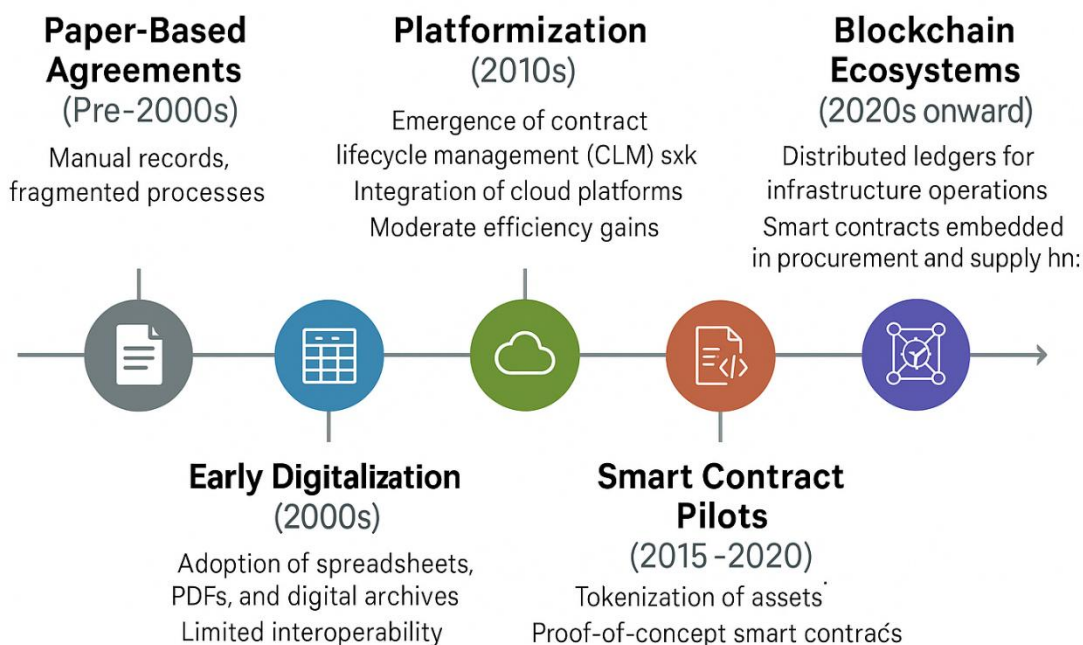 Paper-Based
Agreements
(Pre-2000s)
Manual records,
fragmented processes
Early Digitalization
(2000s)
Adoption of spreadsheets,
PDFs, and digital archives
Limited interoperability
Platformization
(2010s)
Emergence of contract
lifecycle management (CLM) sxk
Integration of cloud platforms
Moderate efficiency gains
Smart Contract
Pilots
(2015-2020)
Tokenization of assets
Proof-of-concept smart contraćs
Blockchain
Ecosystems
(2020s onward)
Distributed ledgers for
infrastructure operations
Smart contracts embedded
in procurement and supply hn: